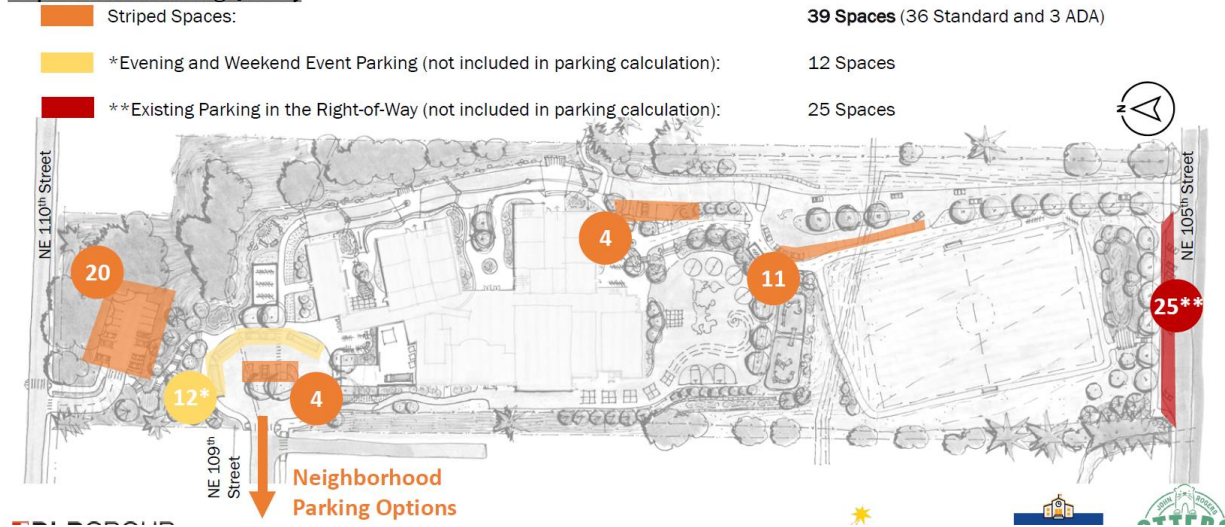 Striped Spaces: 39 Spaces (36 Standard and 3 ADA)
*Evening and Weekend Event Parking (not included in parking calculation): 12 Spaces
**Existing Parking in the Right-of-Way (not included in parking calculation): 25 Spaces
N
NE 110th Street
NE 105th Street
4
20
11
25**
12*
4
NE 109th
Street
Neighborhood
Parking Options
JOHN ROGERS